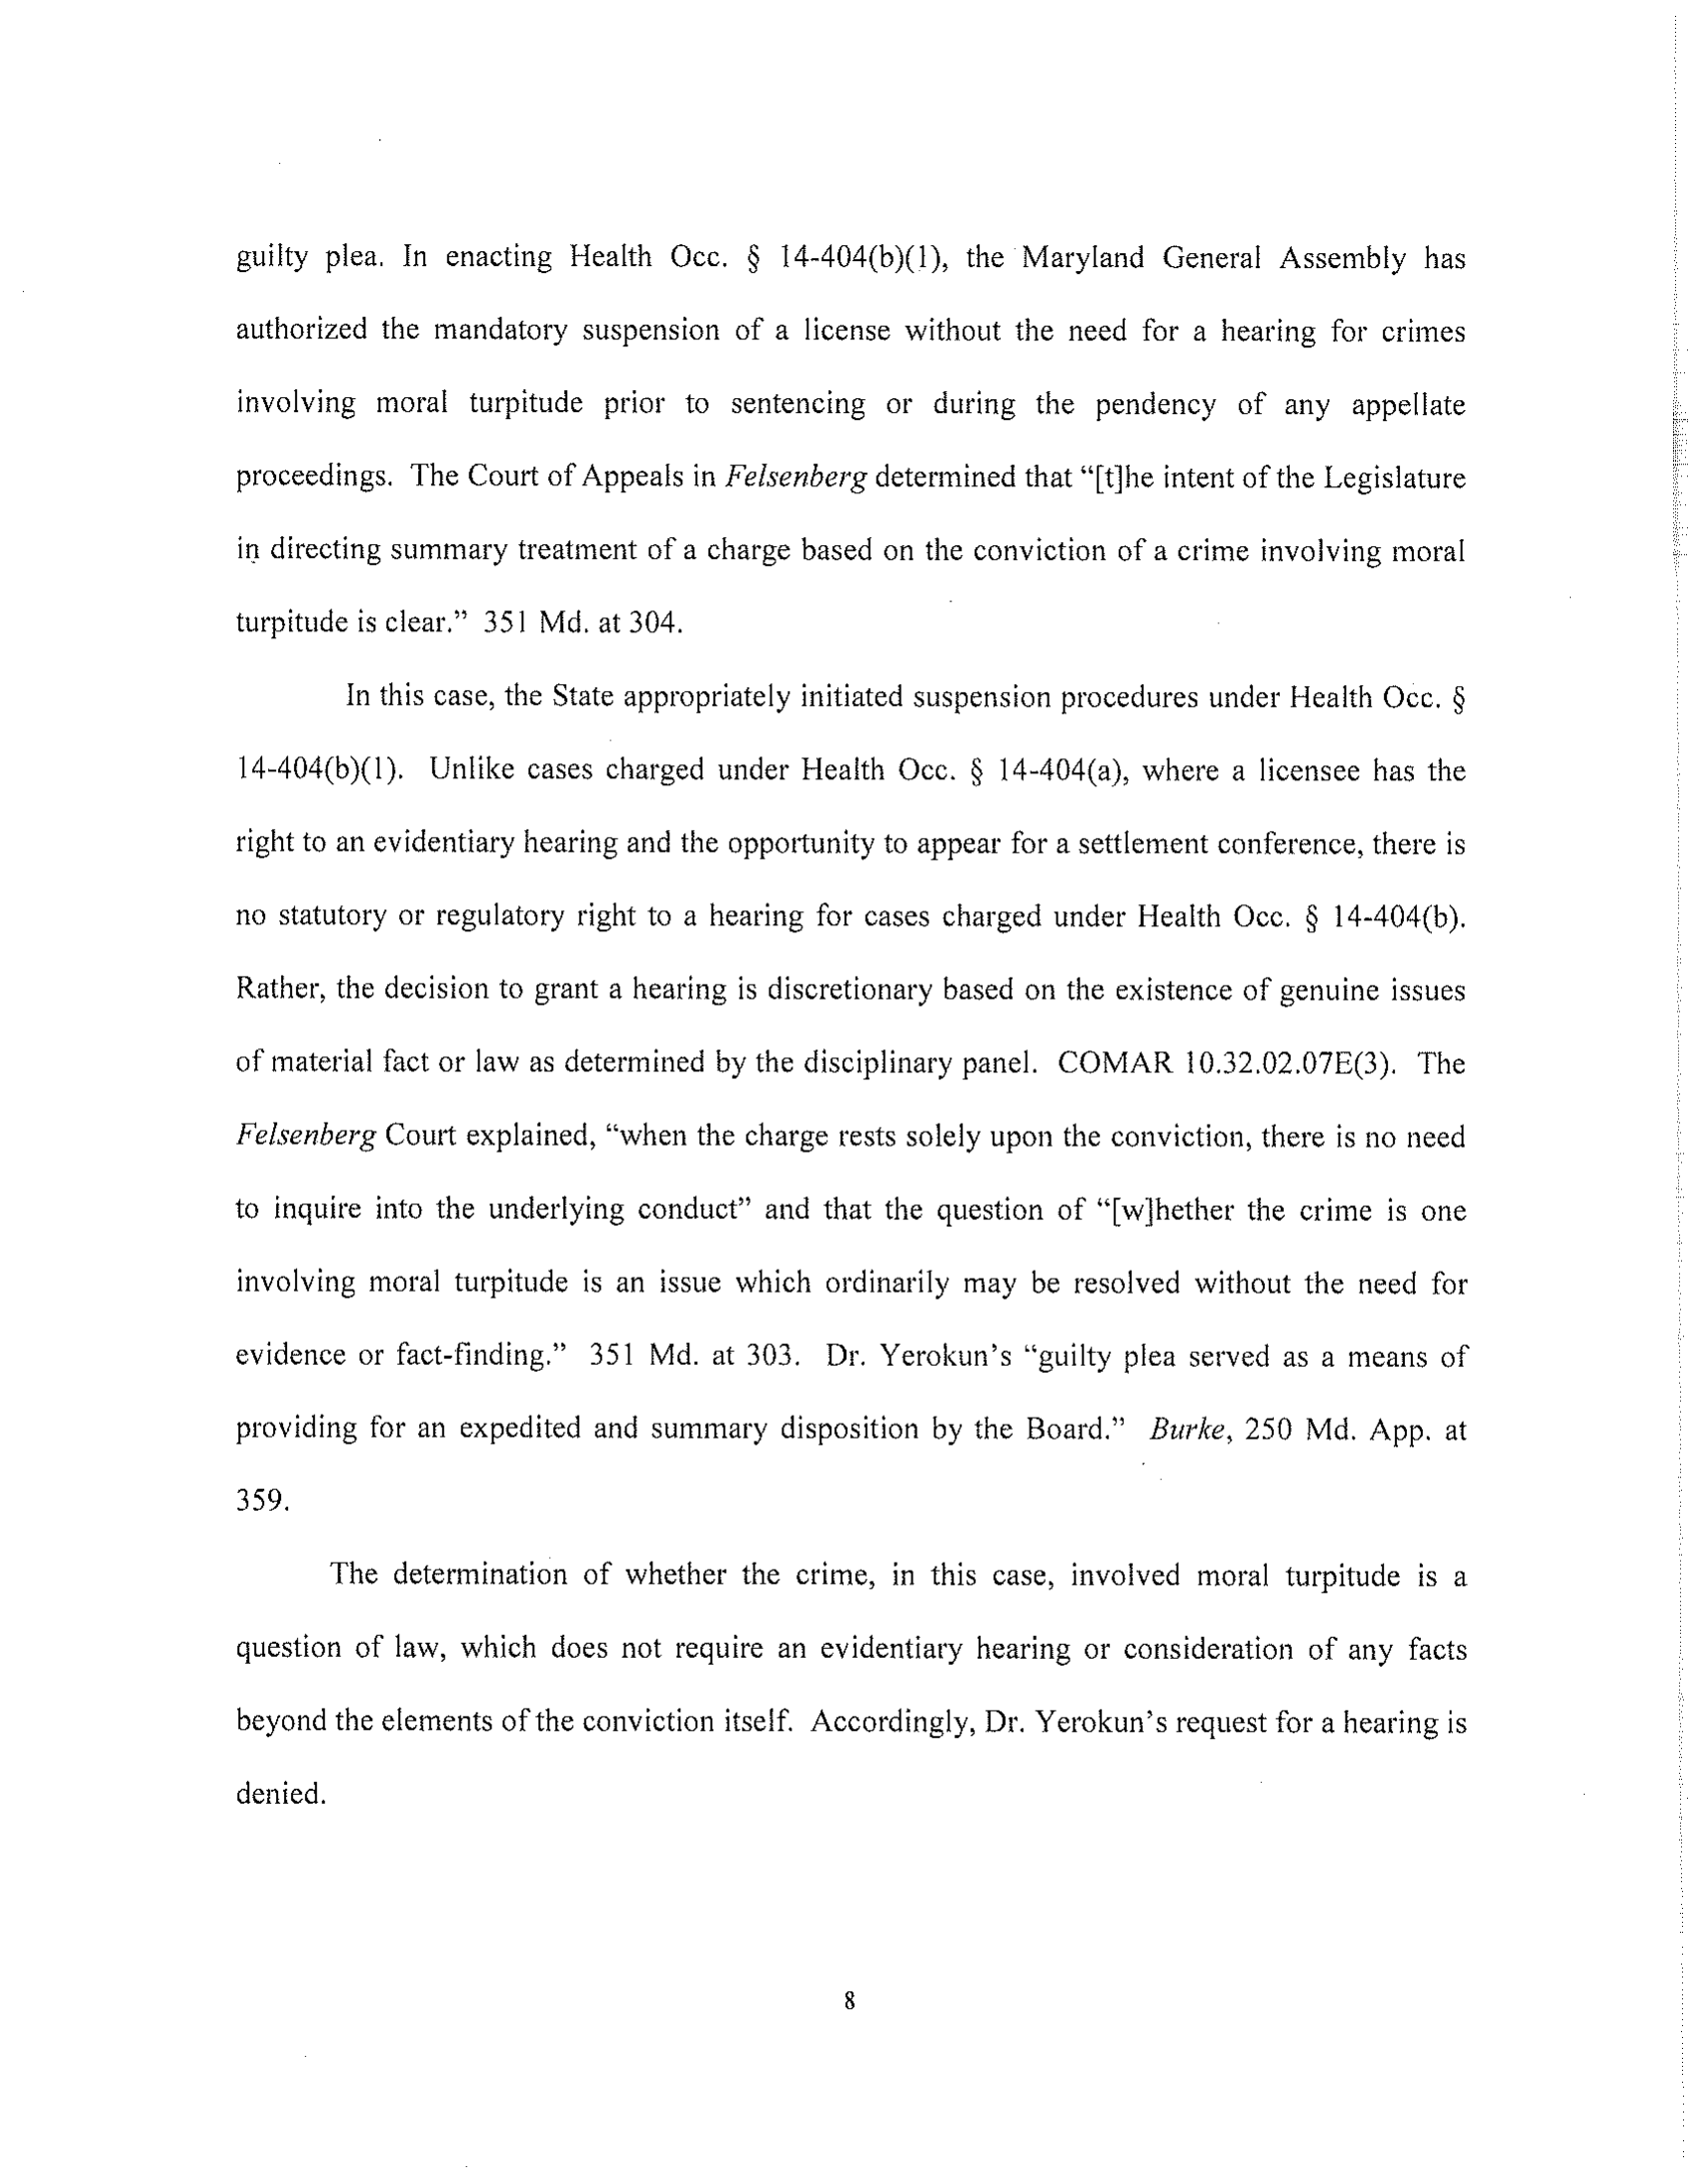 guilty plea. In enacting Health Occ. § 14-404(b)(1), the Maryland General Assembly has
authorized the mandatory suspension of a license without the need for a hearing for crimes
involving moral turpitude prior to sentencing or during the pendency of any appellate
proceedings. The Court of Appeals in Felsenberg determined that “[t]he intent of the Legislature
in directing summary treatment of a charge based on the conviction of a crime involving moral
turpitude is clear.” 351 Md. at 304.
In this case, the State appropriately initiated suspension procedures under Health Occ. §
14-404(b)(1). Unlike cases charged under Health Occ. § 14-404(a), where a licensee has the
right to an evidentiary hearing and the opportunity to appear for a settlement conference, there is
no statutory or regulatory right to a hearing for cases charged under Health Occ. § 14-404(b).
Rather, the decision to grant a hearing is discretionary based on the existence of genuine issues
of material fact or law as determined by the disciplinary panel. COMAR 10.32.02.07E(3). The
Felsenberg Court explained, “when the charge rests solely upon the conviction, there is no need
to inquire into the underlying conduct” and that the question of “[w]hether the crime is one
involving moral turpitude is an issue which ordinarily may be resolved without the need for
evidence or fact-finding.” 351 Md. at 303. Dr. Yerokun’s “guilty plea served as a means of
providing for an expedited and summary disposition by the Board.” Burke, 250 Md. App. at
359.
The determination of whether the crime, in this case, involved moral turpitude is a
question of law, which does not require an evidentiary hearing or consideration of any facts
beyond the elements of the conviction itself. Accordingly, Dr. Yerokun’s request for a hearing is
denied.
8